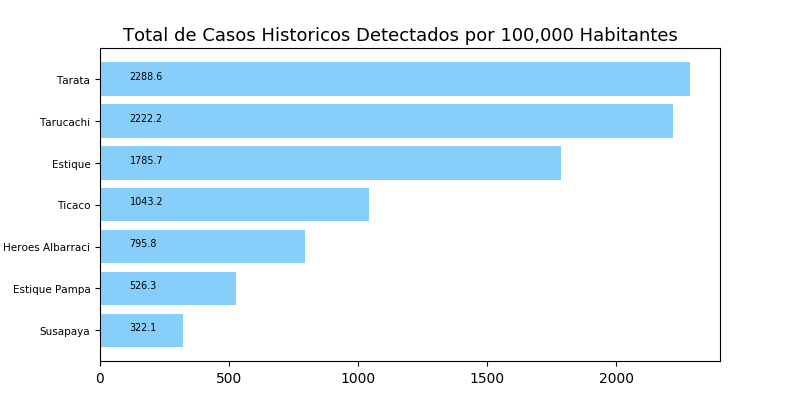 Total de Casos Historicos Detectados por 100,000 Habitantes
Tarata 2288.6
Tarucachi 2222.2
Estique 1785.7
Ticaco 1043.2
Heroes Albarraci 795.8
Estique Pampa 526.3
Susapaya 322.1
0 500 1000 1500 2000